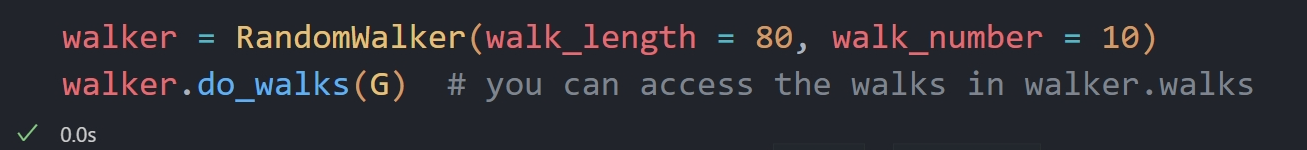 walker = RandomWalker(walk_length = 80, walk_number = 10)
walker.do_walks(G)  # you can access the walks in walker.walks
0.0s